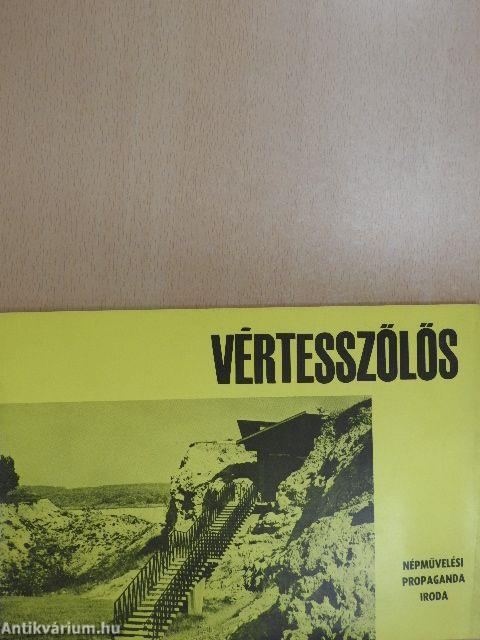 VÉRTESSZŐLŐS
NÉPMŰVELÉSI
PROPAGANDA
IRODA
Antikvárium.hu